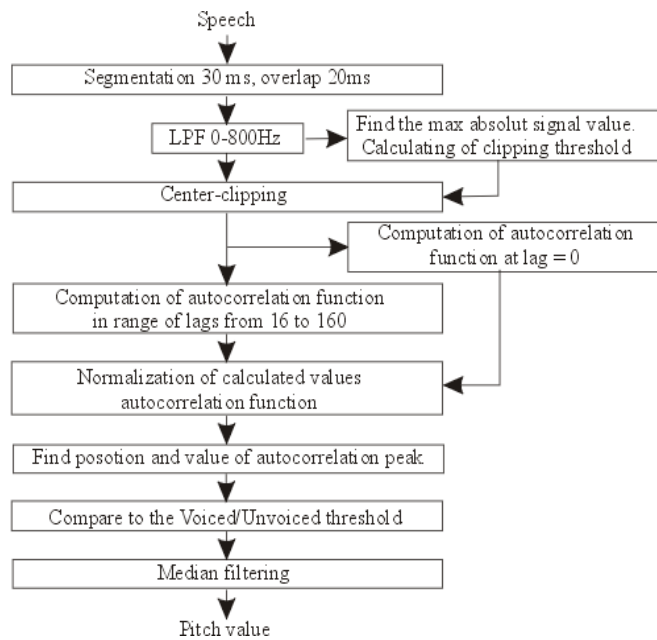 Speech
Segmentation 30 ms, overlap 20ms
LPF 0-800Hz
Find the max absolut signal value.
Calculating of clipping threshold
Center-clipping
Computation of autocorrelation
function at lag = 0
Computation of autocorrelation function
in range of lags from 16 to 160
Normalization of calculated values
autocorrelation function
Find posotion and value of autocorrelation peak.
Compare to the Voiced/Unvoiced threshold
Median filtering
Pitch value